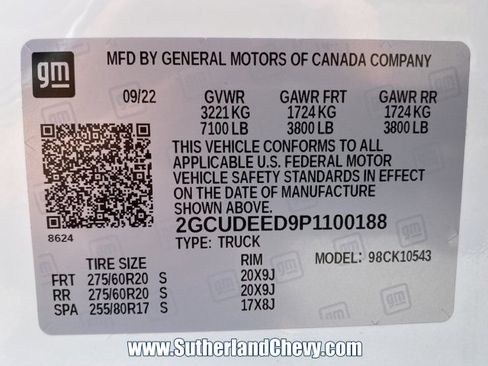 gm
MFD BY GENERAL MOTORS OF CANADA COMPANY
09/22 GVWR GAWR FRT GAWR RR
3221 KG 1724 KG 1724 KG
7100 LB 3800 LB 3800 LB
THIS VEHICLE CONFORMS TO ALL
APPLICABLE U.S. FEDERAL MOTOR
VEHICLE SAFETY STANDARDS IN EFFECT
ON THE DATE OF MANUFACTURE
SHOWN ABOVE.
8624
2GCUDEED9P1100188
TYPE: TRUCK MODEL: 98CK10543
TIRE SIZE RIM
FRT 275/60R20 S 20X9J
RR 275/60R20 S 20X9J
SPA 255/80R17 S 17X8J
www.SutherlandChevy.com